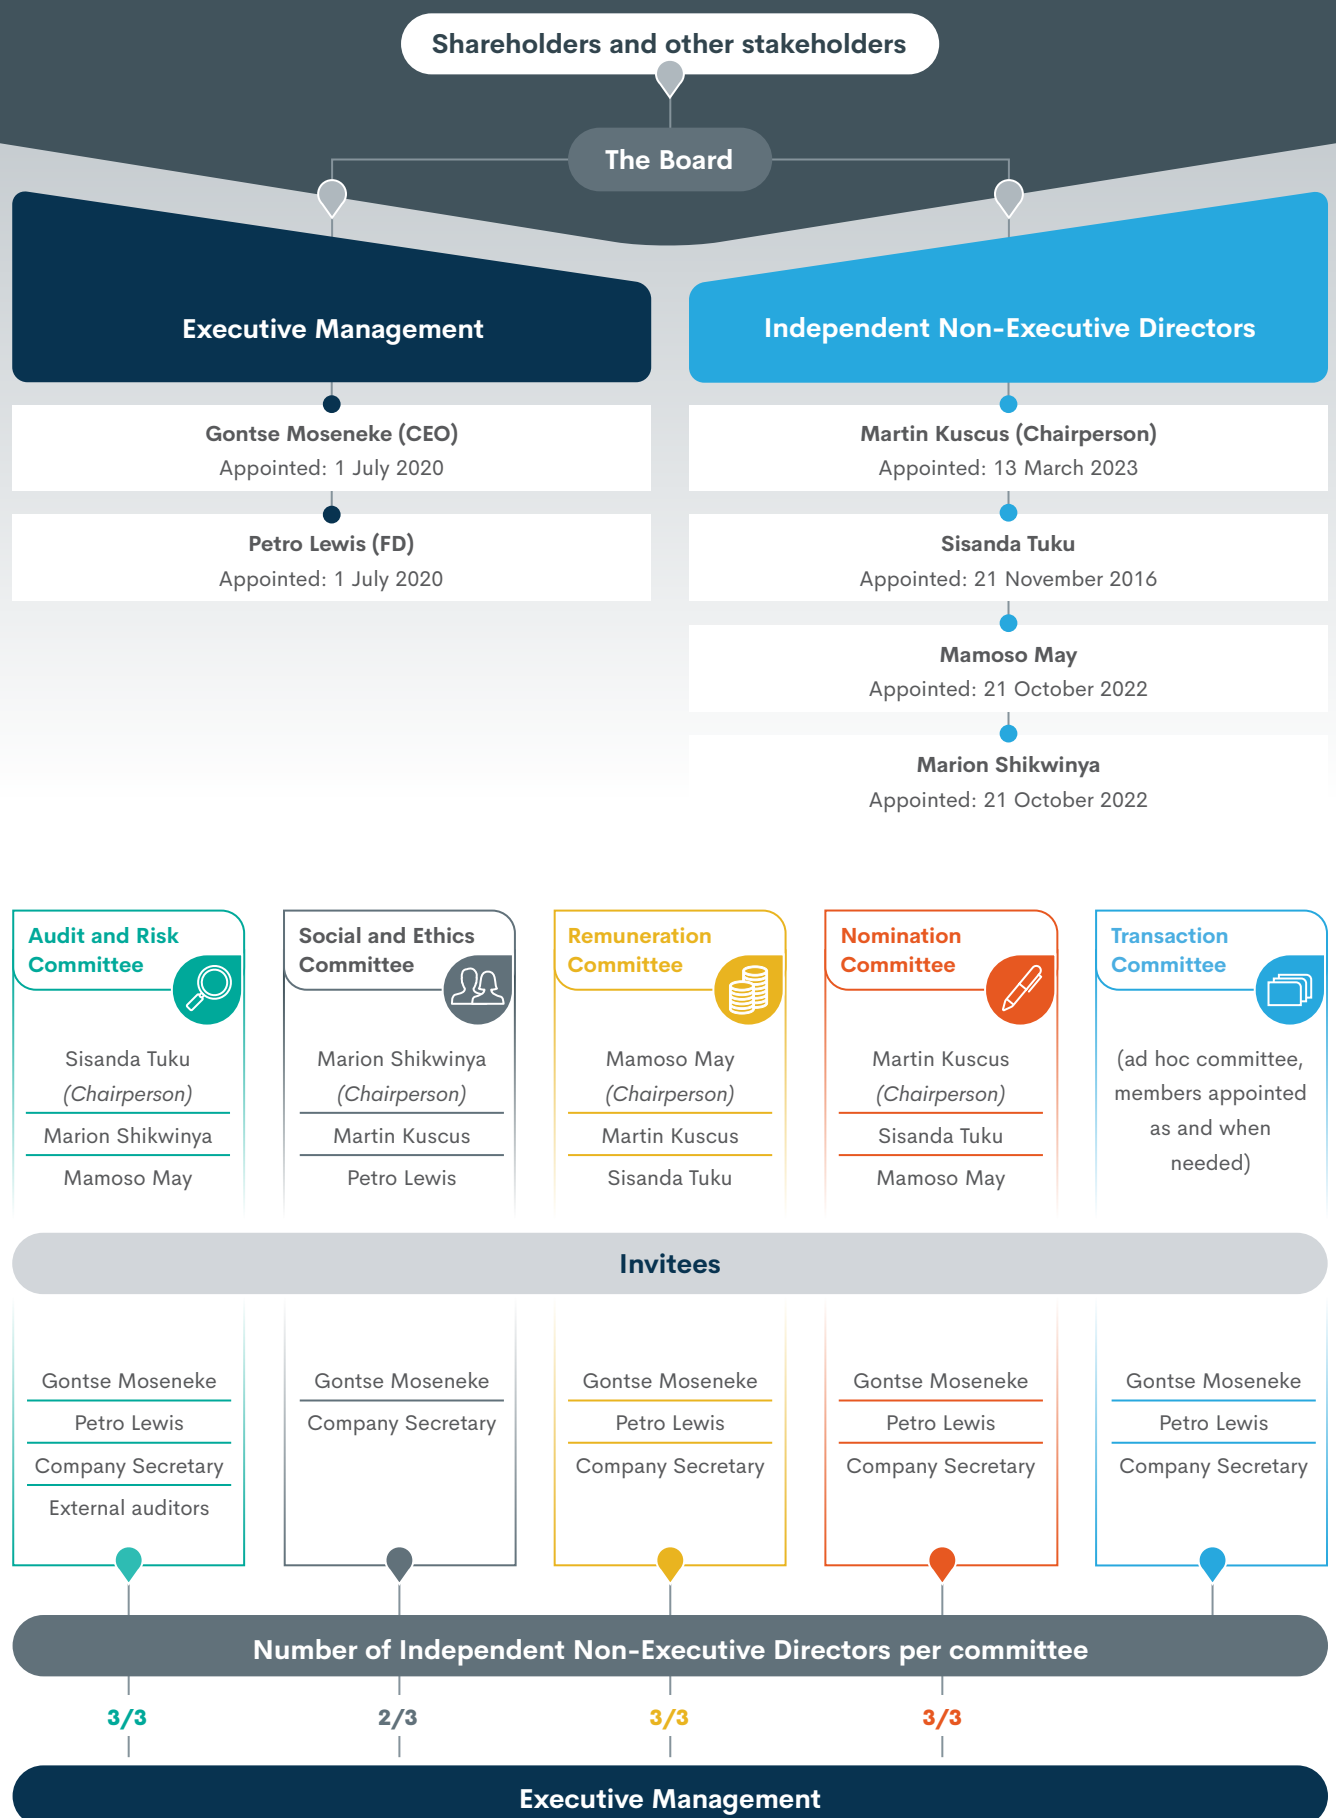 Shareholders and other stakeholders
The Board
Executive Management
Gontse Moseneke (CEO)
Appointed: 1 July 2020
Petro Lewis (FD)
Appointed: 1 July 2020
Independent Non-Executive Directors
Martin Kuscus (Chairperson)
Appointed: 13 March 2023
Sisanda Tuku
Appointed: 21 November 2016
Mamoso May
Appointed: 21 October 2022
Marion Shikwinya
Appointed: 21 October 2022
Audit and Risk
Committee
Sisanda Tuku
(Chairperson)
Marion Shikwinya
Mamoso May
Social and Ethics
Committee
Marion Shikwinya
(Chairperson)
Martin Kuscus
Petro Lewis
Remuneration
Committee
Mamoso May
(Chairperson)
Martin Kuscus
Sisanda Tuku
Nomination
Committee
Martin Kuscus
(Chairperson)
Sisanda Tuku
Mamoso May
Transaction
Committee
(ad hoc committee,
members appointed
as and when
needed)
Invitees
Gontse Moseneke
Petro Lewis
Company Secretary
External auditors
Gontse Moseneke
Company Secretary
Gontse Moseneke
Petro Lewis
Company Secretary
Gontse Moseneke
Petro Lewis
Company Secretary
Gontse Moseneke
Petro Lewis
Company Secretary
Number of Independent Non-Executive Directors per committee
3/3
2/3
3/3
3/3
Executive Management